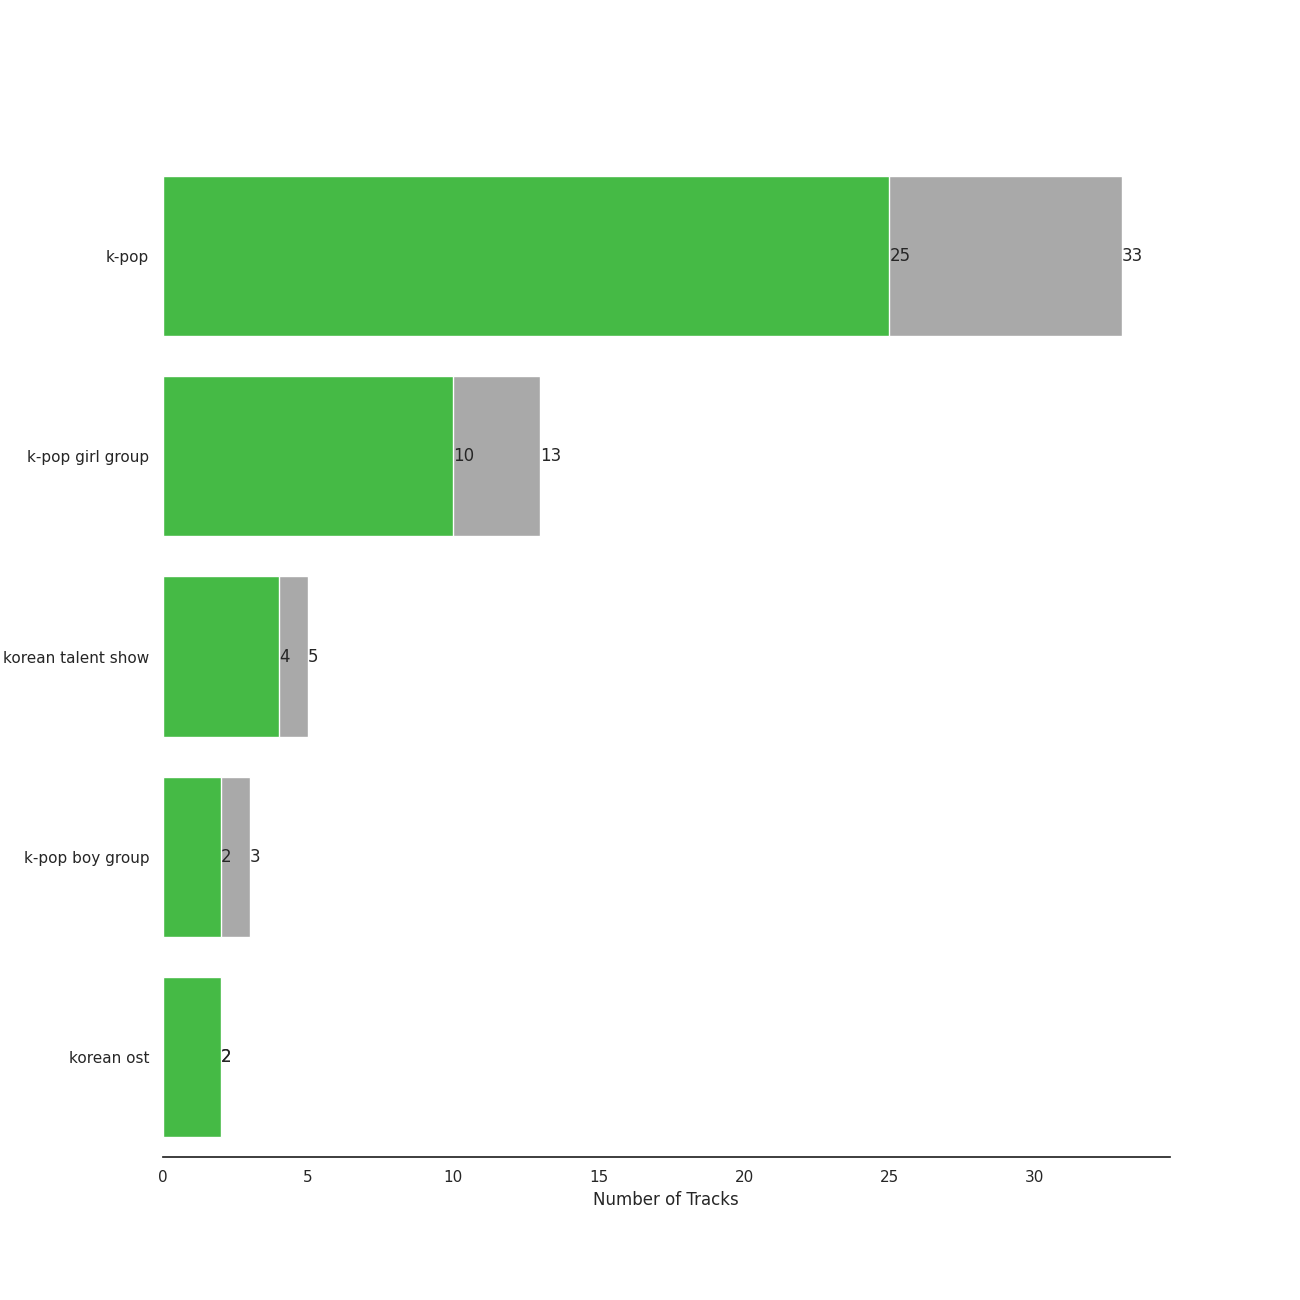 k-pop 25 33
k-pop girl group 10 13
korean talent show 4 5
k-pop boy group 2 3
korean ost 2
0 5 10 15 20 25 30
Number of Tracks